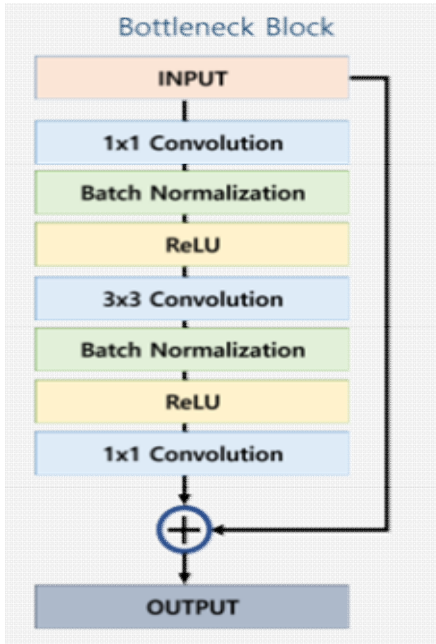 Bottleneck Block
INPUT
1x1 Convolution
Batch Normalization
ReLU
3x3 Convolution
Batch Normalization
ReLU
1x1 Convolution
OUTPUT